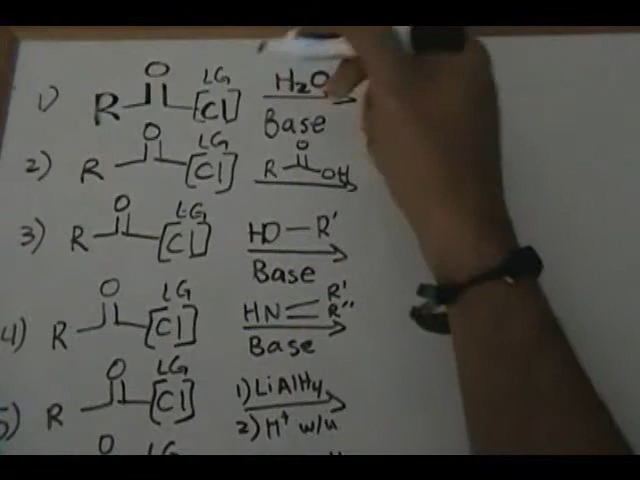 1) R O LG [Cl] H₂O Base
2) R O LG [Cl] R O OH
3) R O LG [Cl] HO-R' Base
4) R O LG [Cl] HN R' R'' Base
5) R O LG [Cl] 1) LiAlH4 2) H⁺ w/u
O LG